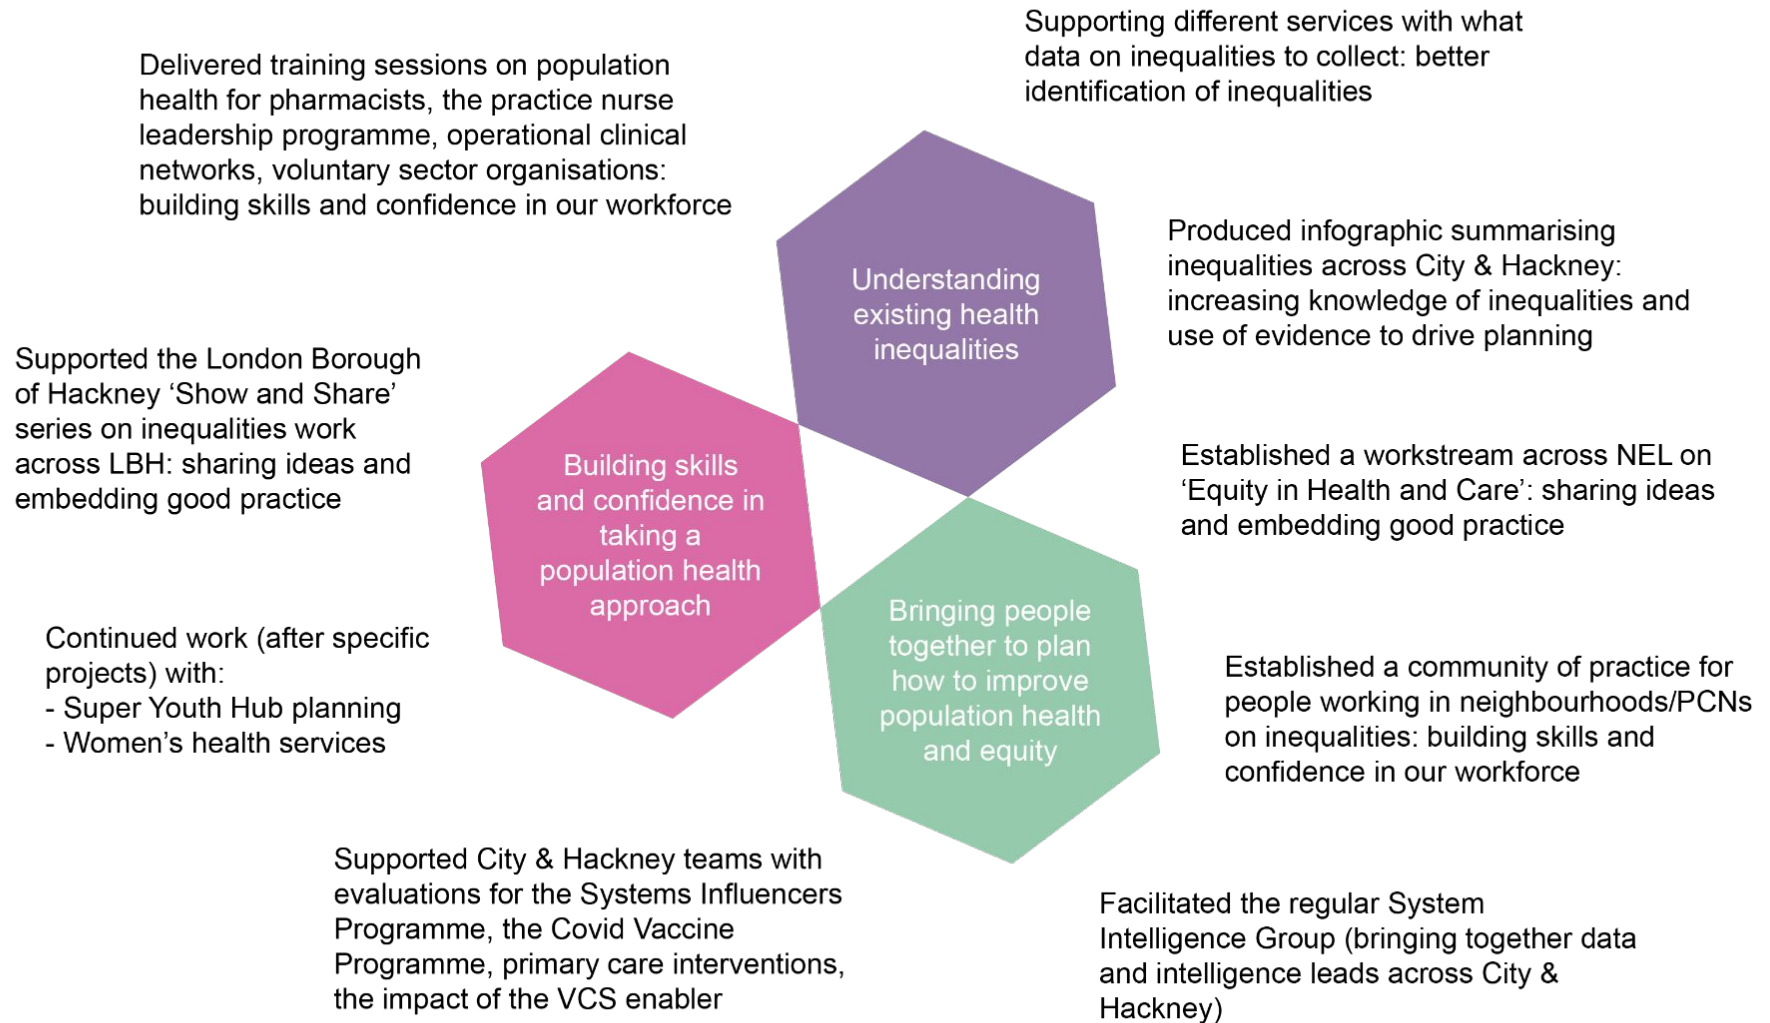 Supporting different services with what
data on inequalities to collect: better
identification of inequalities
Delivered training sessions on population
health for pharmacists, the practice nurse
leadership programme, operational clinical
networks, voluntary sector organisations:
building skills and confidence in our workforce
Understanding
existing health
inequalities
Produced infographic summarising
inequalities across City & Hackney:
increasing knowledge of inequalities and
use of evidence to drive planning
Supported the London Borough
of Hackney ‘Show and Share’
series on inequalities work
across LBH: sharing ideas and
embedding good practice
Building skills
and confidence in
taking a
population health
approach
Established a workstream across NEL on
‘Equity in Health and Care’: sharing ideas
and embedding good practice
Continued work (after specific
projects) with:
- Super Youth Hub planning
- Women’s health services
Bringing people
together to plan
how to improve
population health
and equity
Established a community of practice for
people working in neighbourhoods/PCNs
on inequalities: building skills and
confidence in our workforce
Supported City & Hackney teams with
evaluations for the Systems Influencers
Programme, the Covid Vaccine
Programme, primary care interventions,
the impact of the VCS enabler
Facilitated the regular System
Intelligence Group (bringing together data
and intelligence leads across City &
Hackney)